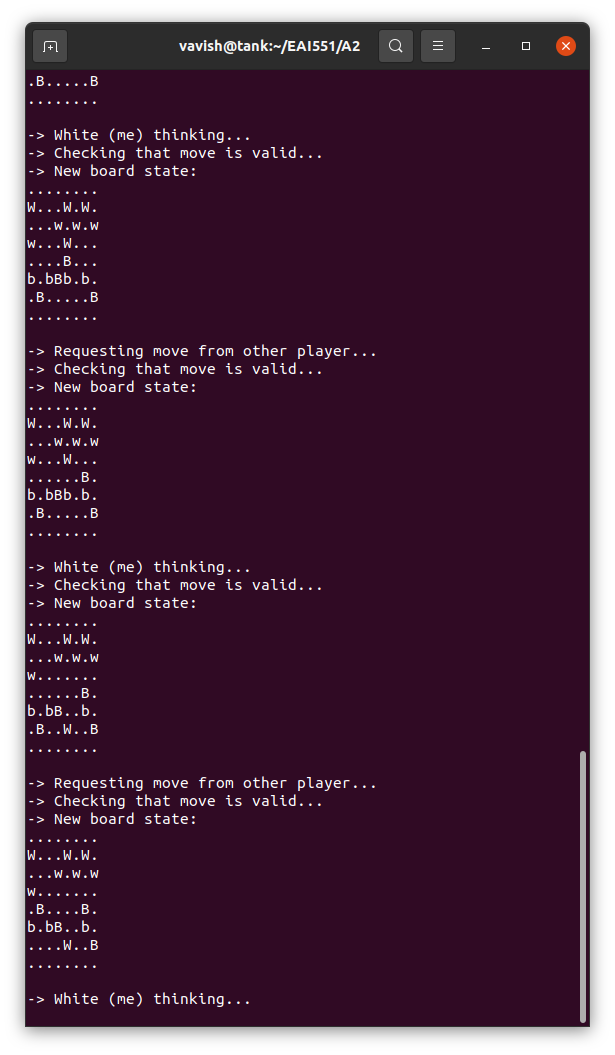 vavish@tank:~/EAI551/A2
.B.....B
........
-> White (me) thinking...
-> Checking that move is valid...
-> New board state:
........
W...W.W.
...w.w.w
w...W...
....B...
b.bBb.b.
.B.....B
........
-> Requesting move from other player...
-> Checking that move is valid...
-> New board state:
........
W...W.W.
...w.w.w
w...W...
......B.
b.bBb.b.
.B.....B
........
-> White (me) thinking...
-> Checking that move is valid...
-> New board state:
........
W...W.W.
...w.w.w
w.......
......B.
b.bB..b.
.B..W..B
........
-> Requesting move from other player...
-> Checking that move is valid...
-> New board state:
........
W...W.W.
...w.w.w
w.......
.B....B.
b.bB..b.
....W..B
........
-> White (me) thinking...